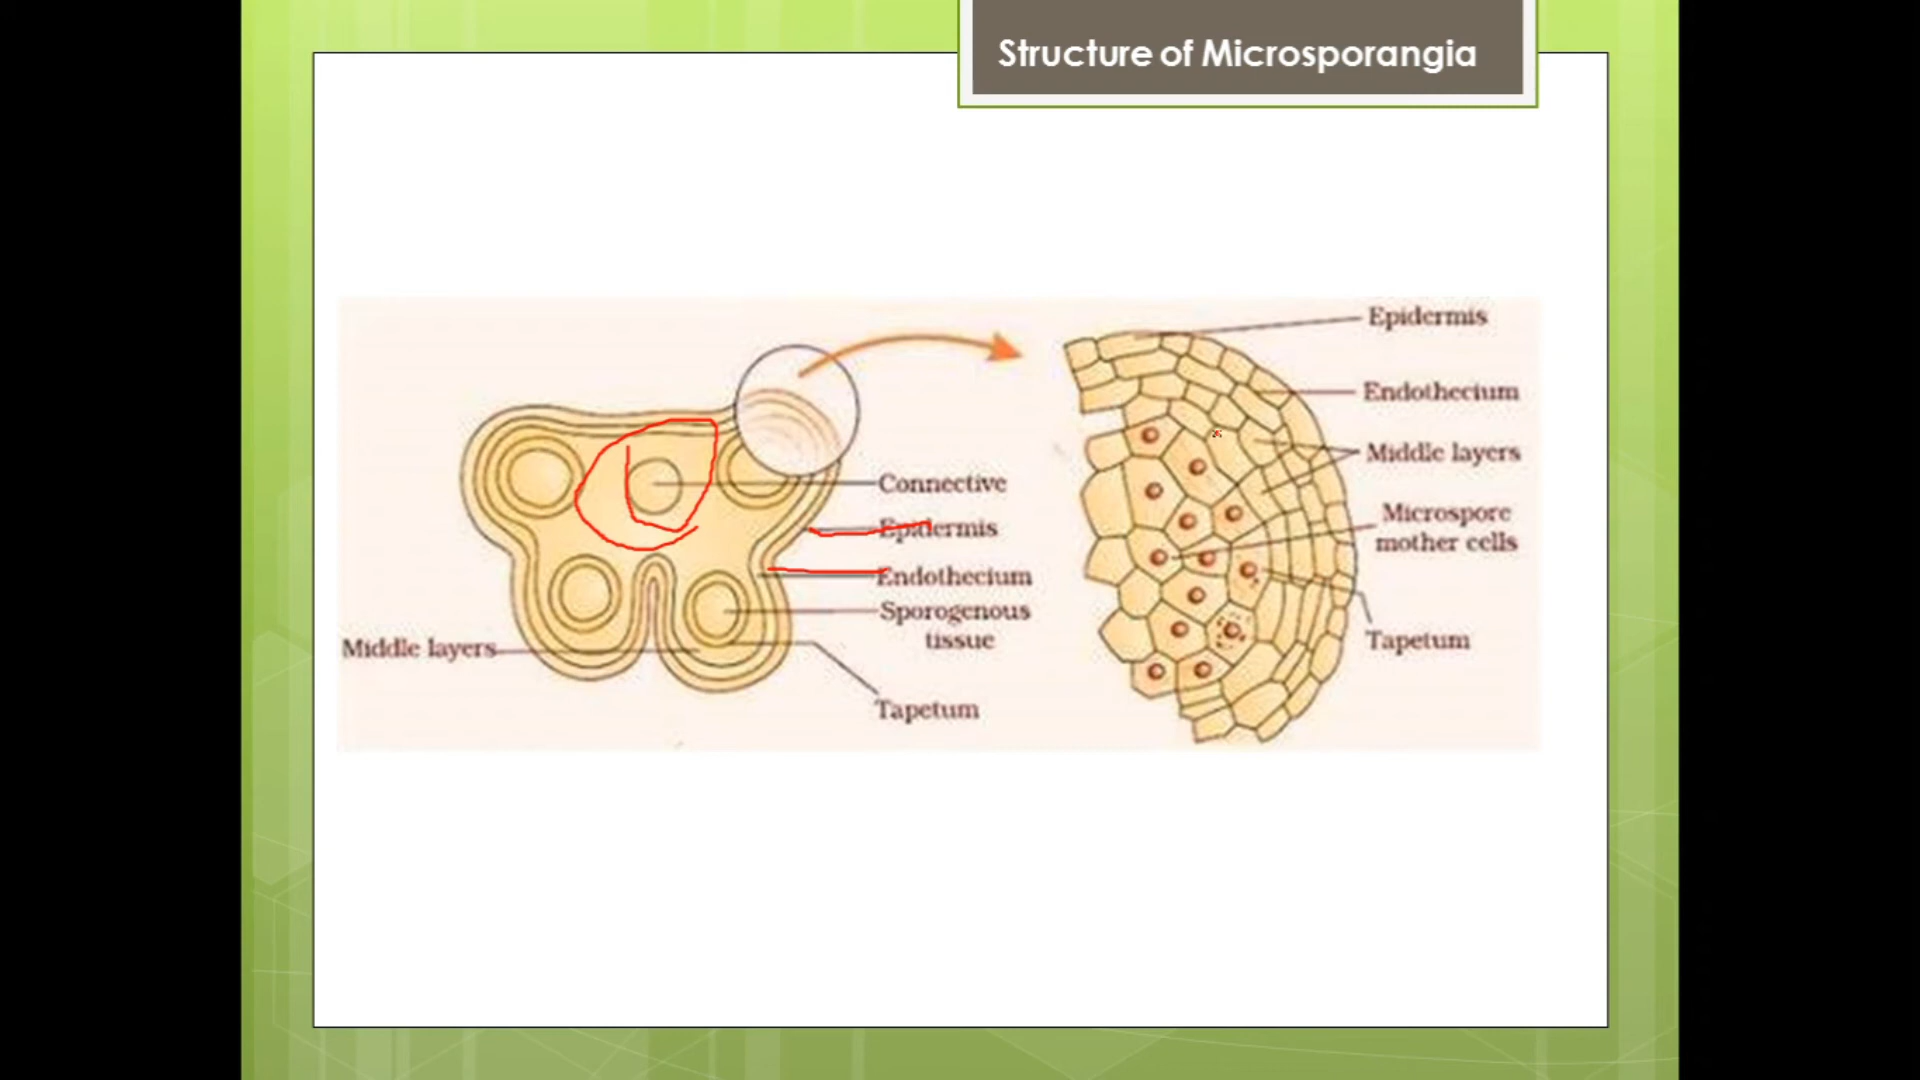 Structure of Microsporangia
Epidermis
Endothecium
Middle layers
Microspore
mother cells
Tapetum
Connective
Epidermis
Endothecium
Sporogenous
tissue
Middle layers
Tapetum